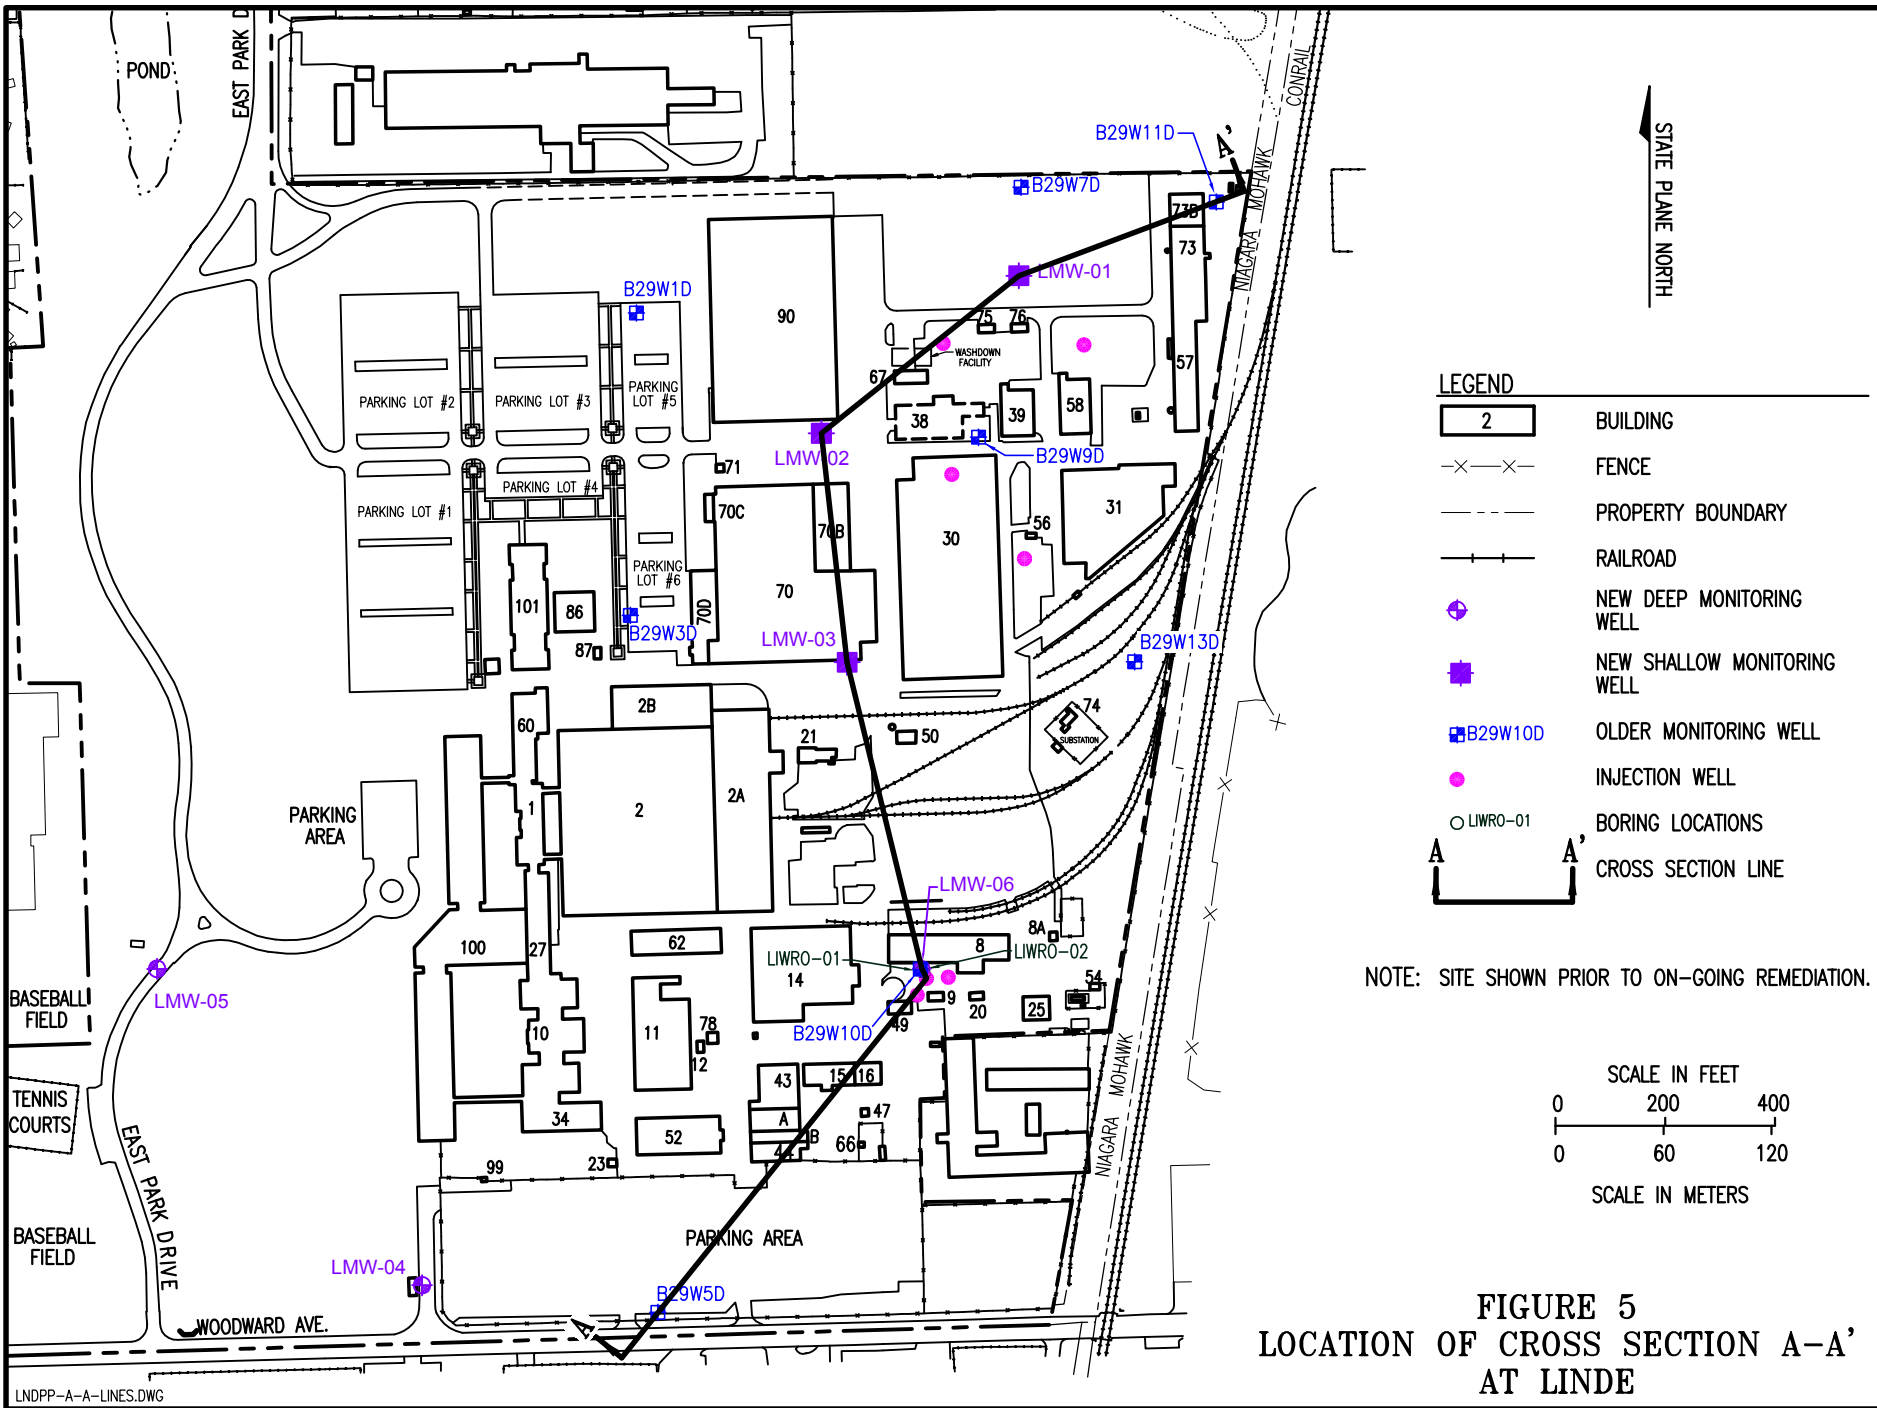 POND
EAST PARK D
CONRAIL
B29W11D
A'
MOHAWK
NIAGARA
STATE PLANE NORTH
B29W7D
73B
73
LMW-01
B29W1D
90
75
76
WASHDOWN
FACILITY
67
57
PARKING LOT #2
PARKING LOT #3
PARKING
LOT #5
38
39
58
LMW-02
B29W9D
71
PARKING LOT #4
PARKING LOT #1
70C
70B
30
56
31
PARKING
LOT #6
101
86
70D
70
B29W3D
87
LMW-03
B29W13D
2B
60
21
50
74
SUBSTATION
1
2
2A
PARKING
AREA
LMW-06
100
27
62
8
8A
LIWRO-01
LIWRO-02
14
54
LMW-05
BASEBALL
FIELD
9
20
25
49
B29W10D
10
11
78
12
NIAGARA MOHAWK
TENNIS
COURTS
43
15
16
34
A
47
52
B
66
44
23
99
EAST PARK DRIVE
BASEBALL
FIELD
PARKING AREA
LMW-04
B29W5D
A
WOODWARD AVE.
LNDPP-A-A-LINES.DWG
LEGEND
2 BUILDING
FENCE
PROPERTY BOUNDARY
RAILROAD
NEW DEEP MONITORING
WELL
NEW SHALLOW MONITORING
WELL
B29W10D OLDER MONITORING WELL
INJECTION WELL
LIWRO-01 BORING LOCATIONS
A A' CROSS SECTION LINE
NOTE: SITE SHOWN PRIOR TO ON-GOING REMEDIATION.
SCALE IN FEET
0 200 400
0 60 120
SCALE IN METERS
FIGURE 5
LOCATION OF CROSS SECTION A-A'
AT LINDE